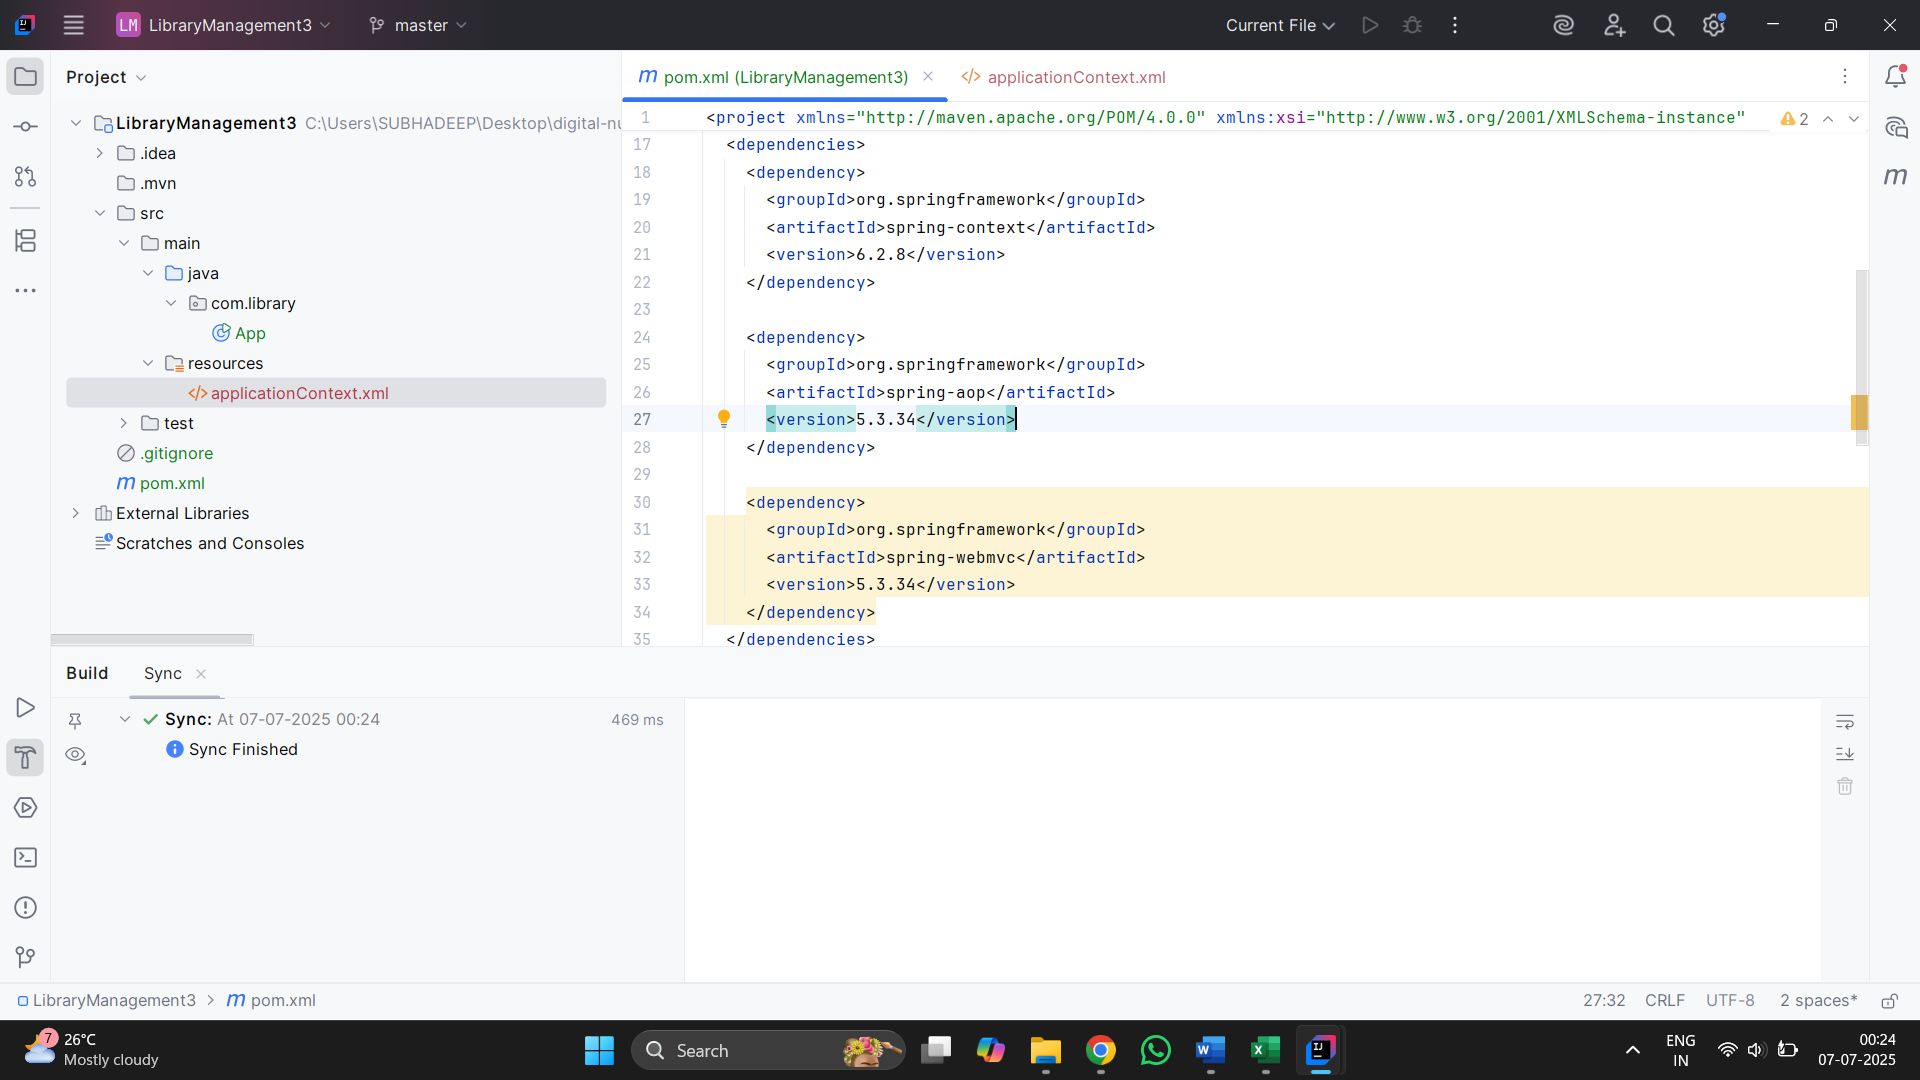 LM LibraryManagement3 master Current File
Project
pom.xml (LibraryManagement3) applicationContext.xml
LibraryManagement3 C:\Users\SUBHADEEP\Desktop\digital-nu
.idea
.mvn
src
main
java
com.library
App
resources
applicationContext.xml
test
.gitignore
pom.xml
External Libraries
Scratches and Consoles
1 <project xmlns="http://maven.apache.org/POM/4.0.0" xmlns:xsi="http://www.w3.org/2001/XMLSchema-instance" 2
17 <dependencies>
18 <dependency>
19 <groupId>org.springframework</groupId>
20 <artifactId>spring-context</artifactId>
21 <version>6.2.8</version>
22 </dependency>
23
24 <dependency>
25 <groupId>org.springframework</groupId>
26 <artifactId>spring-aop</artifactId>
27 <version>5.3.34</version>
28 </dependency>
29
30 <dependency>
31 <groupId>org.springframework</groupId>
32 <artifactId>spring-webmvc</artifactId>
33 <version>5.3.34</version>
34 </dependency>
35 </dependencies>
Build Sync
Sync: At 07-07-2025 00:24 469 ms
Sync Finished
LibraryManagement3 > pom.xml 27:32 CRLF UTF-8 2 spaces*
7 26°C
Mostly cloudy
Search
ENG
IN
00:24
07-07-2025